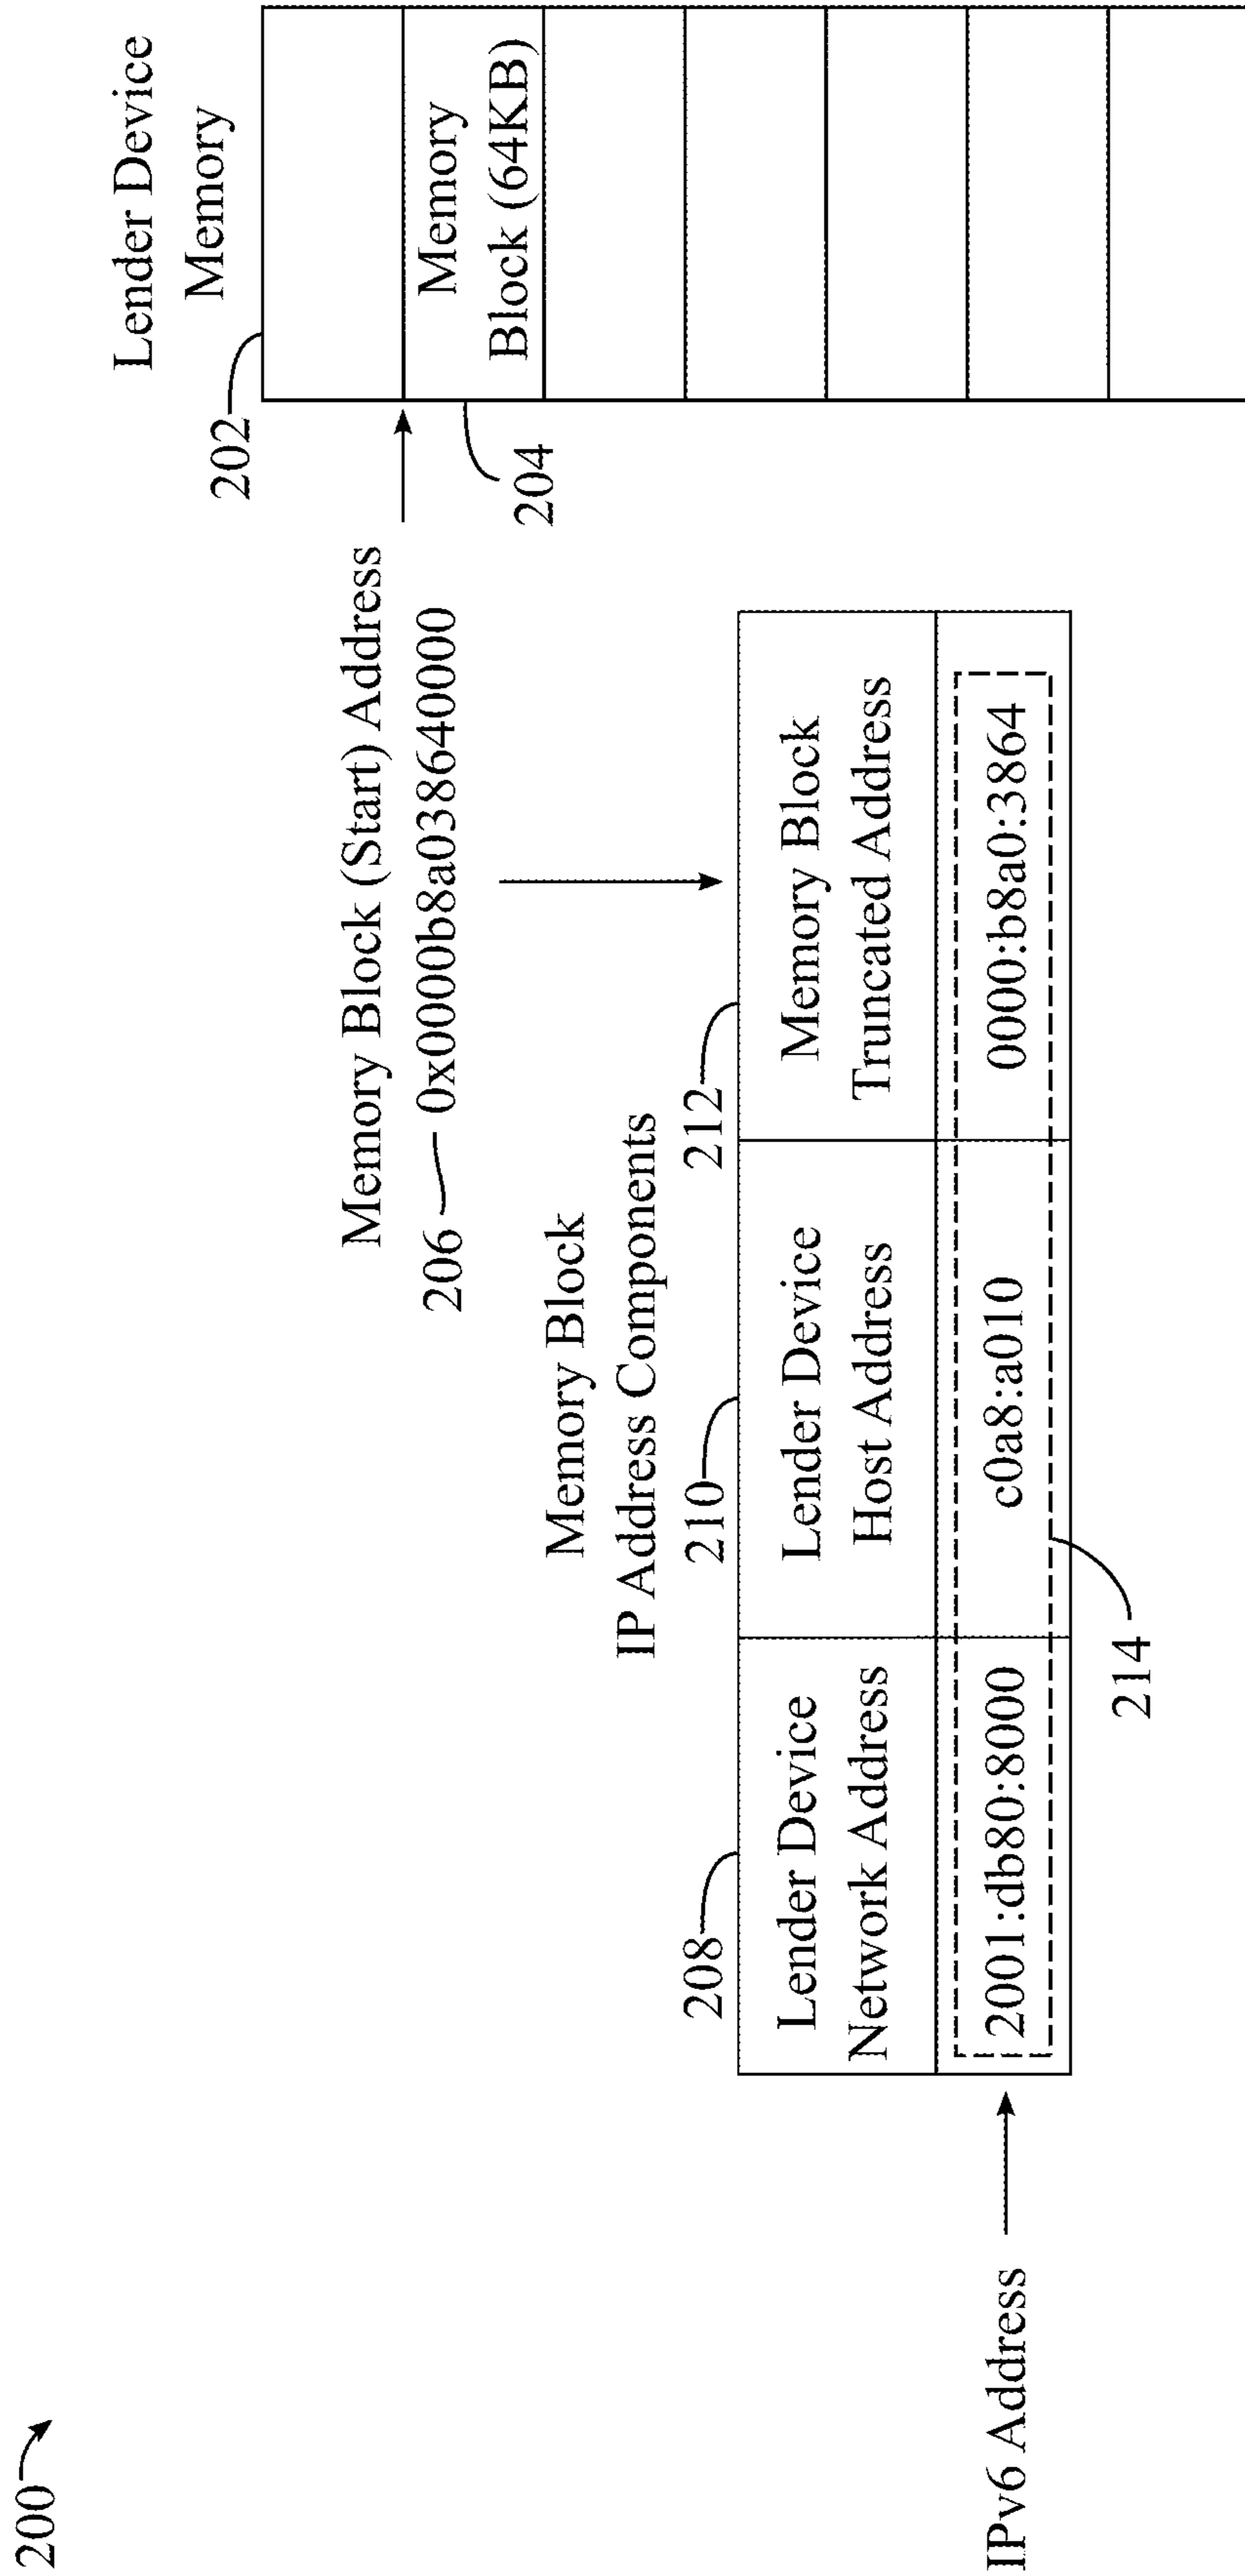 200
Lender Device
Memory
202
Memory
Block (64KB)
204
Memory Block (Start) Address
206
0x0000b8a038640000
Memory Block
IP Address Components
208
210
212
Lender Device
Network Address
Lender Device
Host Address
Memory Block
Truncated Address
IPv6 Address
2001:db80:8000
c0a8:a010
0000:b8a0:3864
214